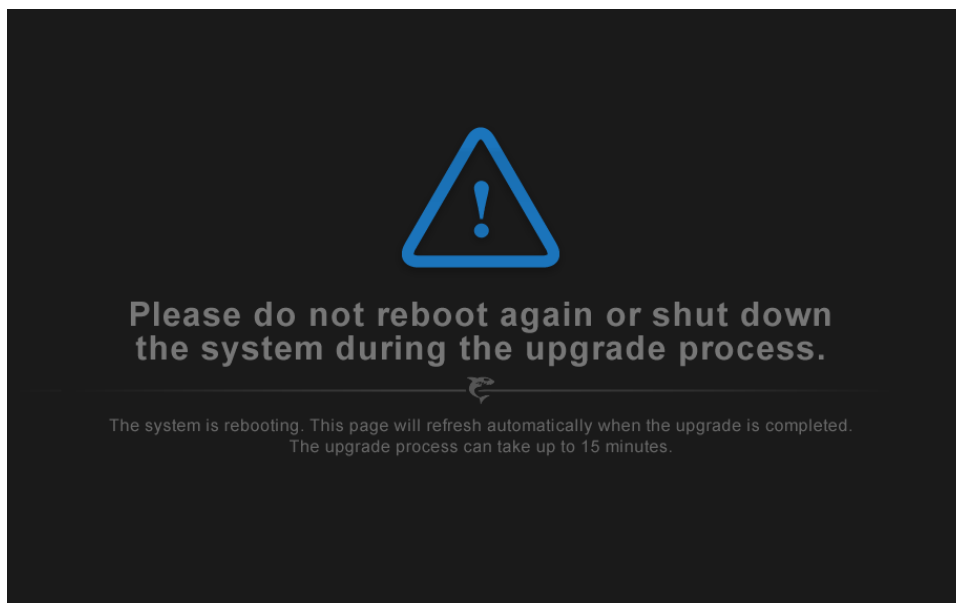 Please do not reboot again or shut down
the system during the upgrade process.
The system is rebooting. This page will refresh automatically when the upgrade is completed.
The upgrade process can take up to 15 minutes.